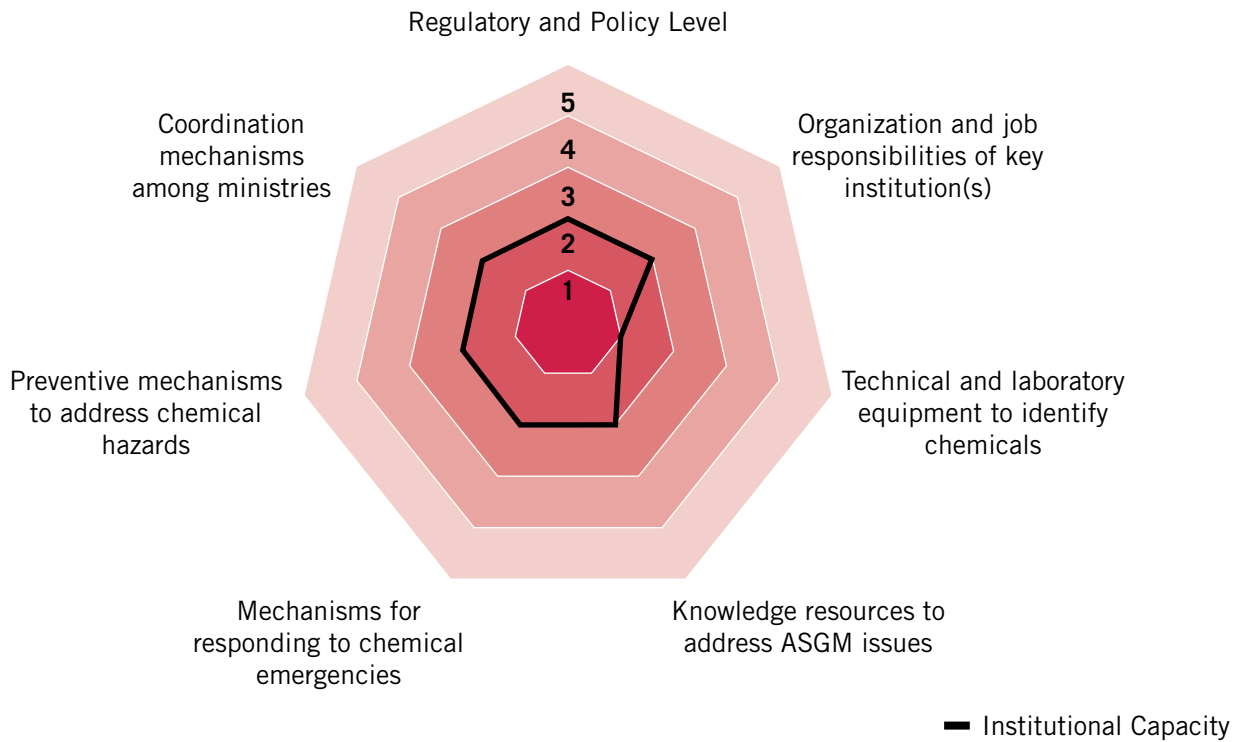 Regulatory and Policy Level
Coordination
mechanisms
among ministries
Organization and job
responsibilities of key
institution(s)
5
4
3
2
1
Preventive mechanisms
to address chemical
hazards
Technical and laboratory
equipment to identify
chemicals
Mechanisms for
responding to chemical
emergencies
Knowledge resources to
address ASGM issues
Institutional Capacity